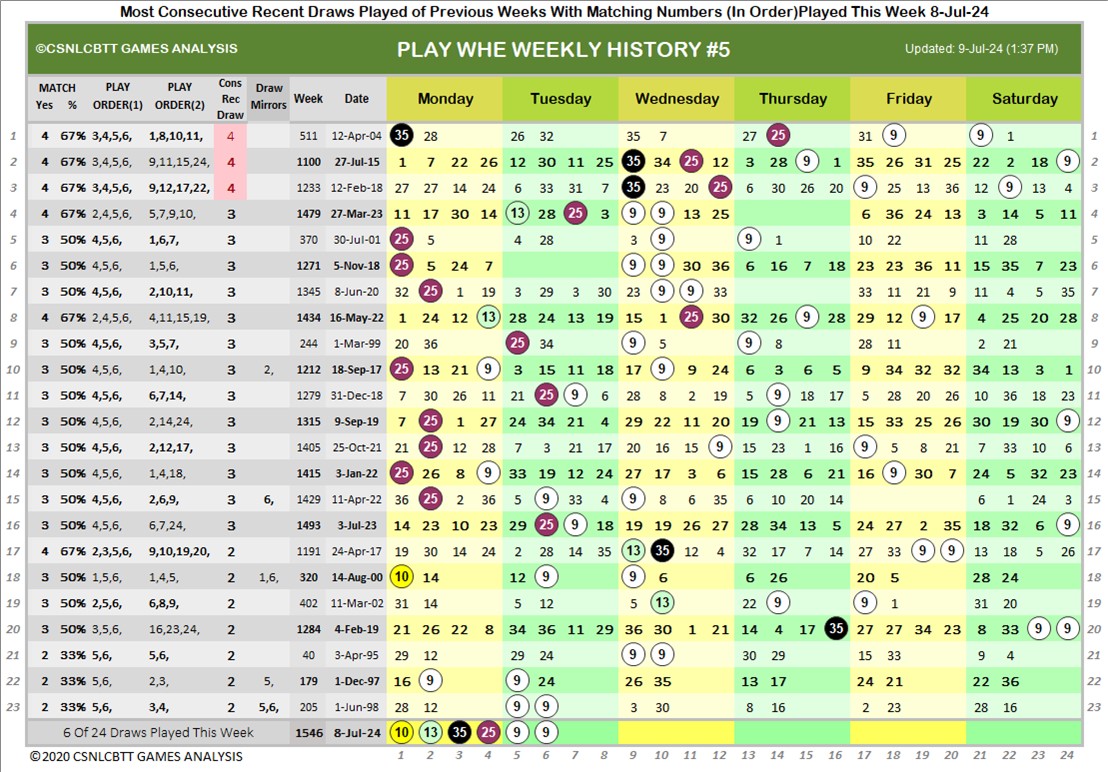 Most Consecutive Recent Draws Played of Previous Weeks With Matching Numbers (In Order)Played This Week 8-Jul-24
©CSNLCBTT GAMES ANALYSIS PLAY WHE WEEKLY HISTORY #5 Updated: 9-Jul-24 (1:37 PM)
MATCH PLAY PLAY Cons Draw Week Date Monday Tuesday Wednesday Thursday Friday Saturday
Yes % ORDER(1) ORDER(2) Rec Mirrors
Draw
1 4 67% 3,4,5,6, 1,8,10,11, 4 511 12-Apr-04 35 28 26 32 35 7 27 25 31 9 9 1 1
2 4 67% 3,4,5,6, 9,11,15,24, 4 1100 27-Jul-15 1 7 22 26 12 30 11 25 35 34 25 12 3 28 9 1 35 26 31 25 22 2 18 9 2
3 4 67% 3,4,5,6, 9,12,17,22, 4 1233 12-Feb-18 27 27 14 24 6 33 31 7 35 23 20 25 6 30 26 20 9 25 13 36 12 9 13 4 3
4 4 67% 2,4,5,6, 5,7,9,10, 3 1479 27-Mar-23 11 17 30 14 13 28 25 3 9 9 13 25 6 36 24 13 3 14 5 11 4
5 3 50% 4,5,6, 1,6,7, 3 370 30-Jul-01 25 5 4 28 3 9 9 1 10 22 11 28 5
6 3 50% 4,5,6, 1,5,6, 3 1271 5-Nov-18 25 5 24 7 9 9 30 36 6 16 7 18 23 23 36 11 15 35 7 23 6
7 3 50% 4,5,6, 2,10,11, 3 1345 8-Jun-20 32 25 1 19 3 29 3 30 23 9 9 33 33 11 21 9 11 4 5 35 7
8 4 67% 2,4,5,6, 4,11,15,19, 3 1434 16-May-22 1 24 12 13 28 24 13 19 15 1 25 30 32 26 9 28 29 12 9 17 4 25 20 28 8
9 3 50% 4,5,6, 3,5,7, 3 244 1-Mar-99 20 36 25 34 9 5 9 8 28 11 2 21 9
10 3 50% 4,5,6, 1,4,10, 3 2, 1212 18-Sep-17 25 13 21 9 3 15 11 18 17 9 9 24 6 3 6 5 9 34 32 32 34 13 3 1 10
11 3 50% 4,5,6, 6,7,14, 3 1279 31-Dec-18 7 30 26 11 21 25 9 6 28 8 2 19 5 9 18 17 5 28 20 26 10 36 18 23 11
12 3 50% 4,5,6, 2,14,24, 3 1315 9-Sep-19 7 25 1 27 24 34 21 4 29 22 11 20 19 9 21 13 15 33 25 26 30 19 30 9 12
13 3 50% 4,5,6, 2,12,17, 3 1405 25-Oct-21 21 25 12 28 7 3 21 17 20 16 15 9 15 23 1 16 9 5 8 21 7 33 10 6 13
14 3 50% 4,5,6, 1,4,18, 3 1415 3-Jan-22 25 26 8 9 33 19 12 24 27 17 3 6 15 28 6 21 16 9 30 7 24 5 32 23 14
15 3 50% 4,5,6, 2,6,9, 3 6, 1429 11-Apr-22 36 25 2 36 5 9 33 4 9 8 6 35 6 10 20 14 6 1 24 3 15
16 3 50% 4,5,6, 6,7,24, 3 1493 3-Jul-23 14 23 10 23 29 25 9 18 19 19 26 27 28 34 13 5 24 27 2 35 18 32 6 9 16
17 4 67% 2,3,5,6, 9,10,19,20, 2 1191 24-Apr-17 19 30 14 24 2 28 14 35 13 35 12 4 32 17 7 14 27 33 9 9 13 18 5 26 17
18 3 50% 1,5,6, 1,4,5, 2 1,6, 320 14-Aug-00 10 14 12 9 9 6 6 26 20 5 28 24 18
19 3 50% 2,5,6, 6,8,9, 2 402 11-Mar-02 31 14 5 12 5 13 22 9 9 1 31 20 19
20 3 50% 3,5,6, 16,23,24, 2 1284 4-Feb-19 21 26 22 8 34 36 11 29 36 30 1 21 14 4 17 35 27 27 34 23 8 33 9 9 20
21 2 33% 5,6, 5,6, 2 40 3-Apr-95 29 12 29 24 9 9 30 29 15 33 9 4 21
22 2 33% 5,6, 2,3, 2 5, 179 1-Dec-97 16 9 9 24 26 35 13 17 24 21 22 36 22
23 2 33% 5,6, 3,4, 2 5,6, 205 1-Jun-98 28 12 9 9 3 30 8 16 2 23 28 16 23
6 Of 24 Draws Played This Week 1546 8-Jul-24 10 13 35 25 9 9
©2020 CSNLCBTT GAMES ANALYSIS 1 2 3 4 5 6 7 8 9 10 11 12 13 14 15 16 17 18 19 20 21 22 23 24